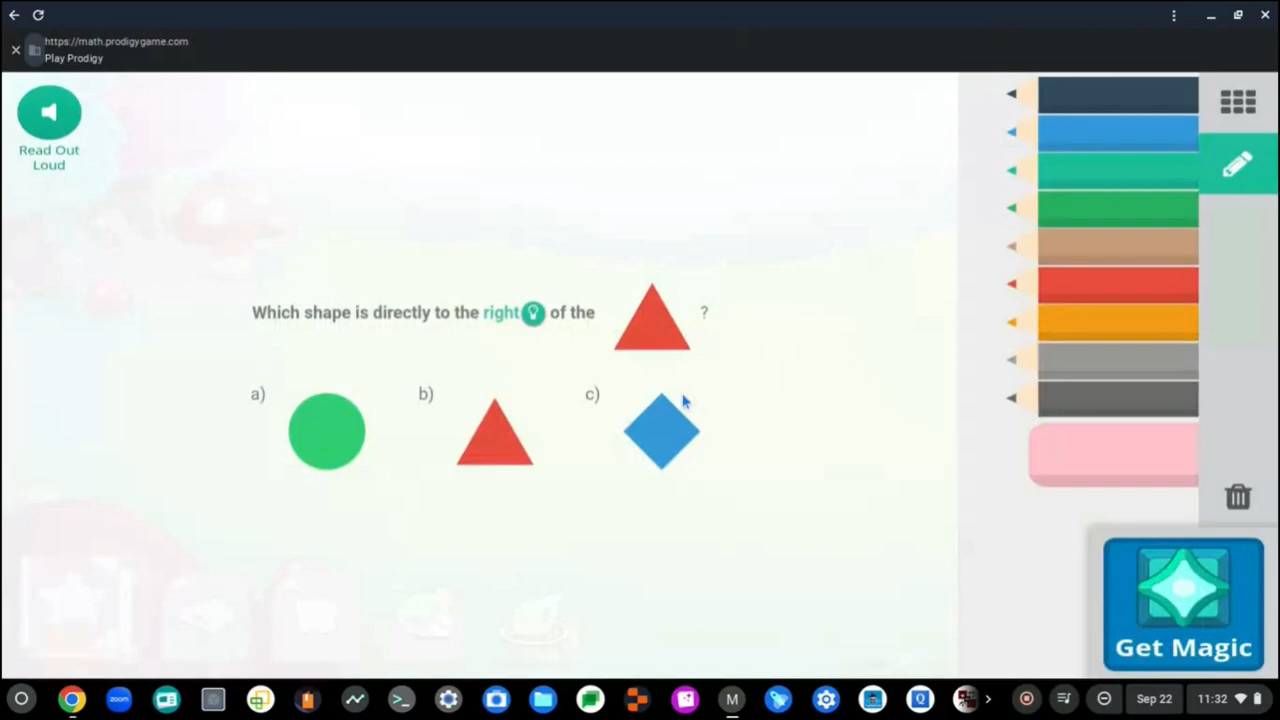 https://math.prodigygame.com
Play Prodigy
Read Out
Loud
Which shape is directly to the right of the ?
a)
b)
c)
Get Magic
zoom
M
Q
Sep 22
11:32